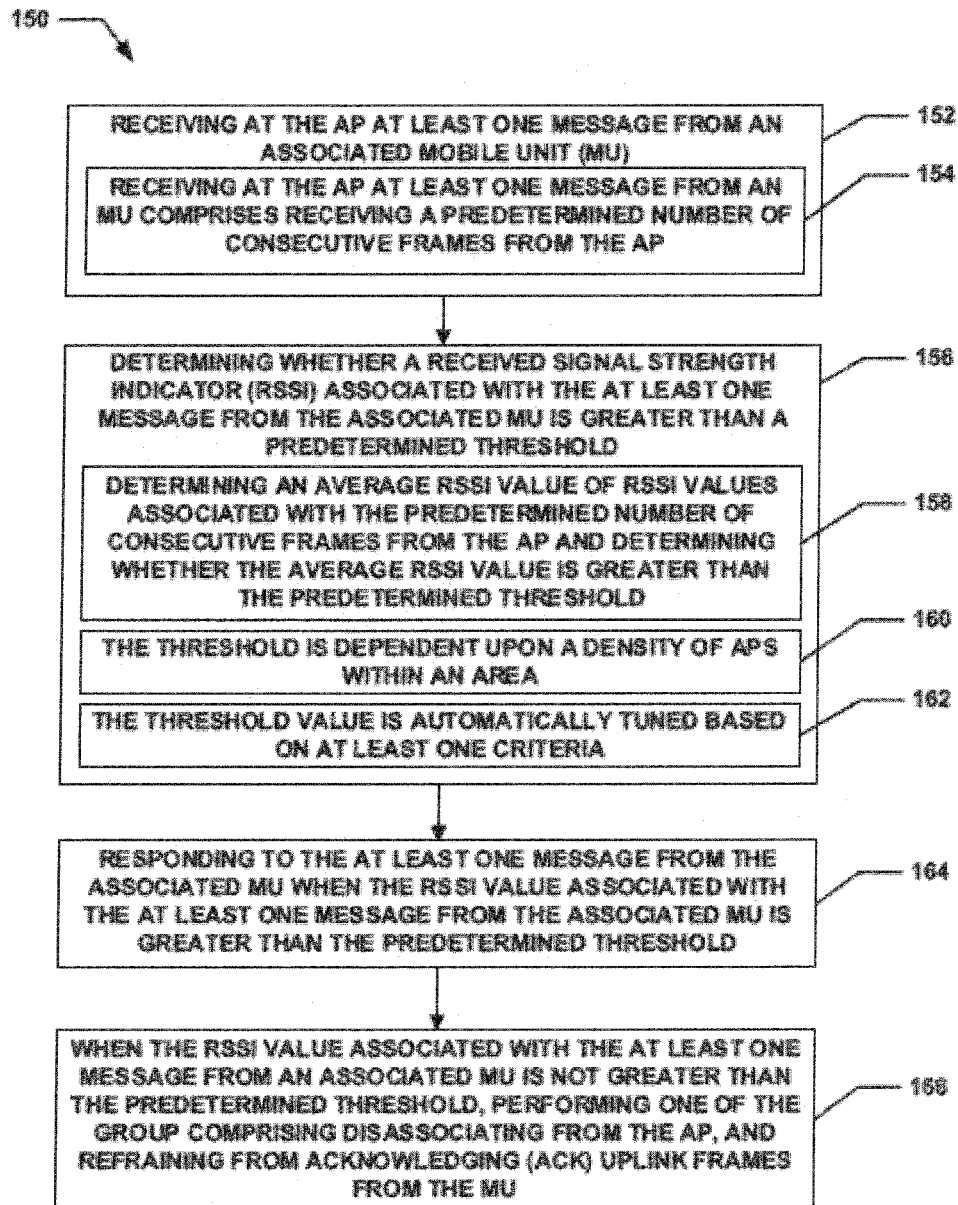 150
RECEIVING AT THE AP AT LEAST ONE MESSAGE FROM AN
ASSOCIATED MOBILE UNIT (MU)
152
RECEIVING AT THE AP AT LEAST ONE MESSAGE FROM AN
MU COMPRISES RECEIVING A PREDETERMINED NUMBER OF
CONSECUTIVE FRAMES FROM THE AP
154
DETERMINING WHETHER A RECEIVED SIGNAL STRENGTH
INDICATOR (RSSI) ASSOCIATED WITH THE AT LEAST ONE
MESSAGE FROM THE ASSOCIATED MU IS GREATER THAN A
PREDETERMINED THRESHOLD
156
DETERMINING AN AVERAGE RSSI VALUE OF RSSI VALUES
ASSOCIATED WITH THE PREDETERMINED NUMBER OF
CONSECUTIVE FRAMES FROM THE AP AND DETERMINING
WHETHER THE AVERAGE RSSI VALUE IS GREATER THAN
THE PREDETERMINED THRESHOLD
158
THE THRESHOLD IS DEPENDENT UPON A DENSITY OF APS
WITHIN AN AREA
160
THE THRESHOLD VALUE IS AUTOMATICALLY TUNED BASED
ON AT LEAST ONE CRITERIA
162
RESPONDING TO THE AT LEAST ONE MESSAGE FROM THE
ASSOCIATED MU WHEN THE RSSI VALUE ASSOCIATED WITH
THE AT LEAST ONE MESSAGE FROM THE ASSOCIATED MU IS
GREATER THAN THE PREDETERMINED THRESHOLD
164
WHEN THE RSSI VALUE ASSOCIATED WITH THE AT LEAST ONE
MESSAGE FROM AN ASSOCIATED MU IS NOT GREATER THAN
THE PREDETERMINED THRESHOLD, PERFORMING ONE OF THE
GROUP COMPRISING DISASSOCIATING FROM THE AP, AND
REFRAINING FROM ACKNOWLEDGING (ACK) UPLINK FRAMES
FROM THE MU
166